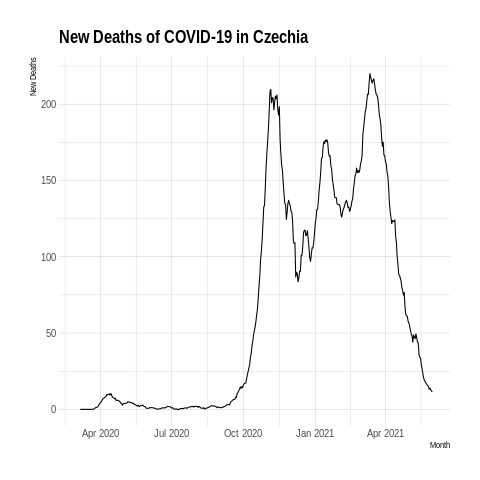 New Deaths of COVID-19 in Czechia
New Deaths
200
150
100
50
0
Apr 2020 Jul 2020 Oct 2020 Jan 2021 Apr 2021
Month